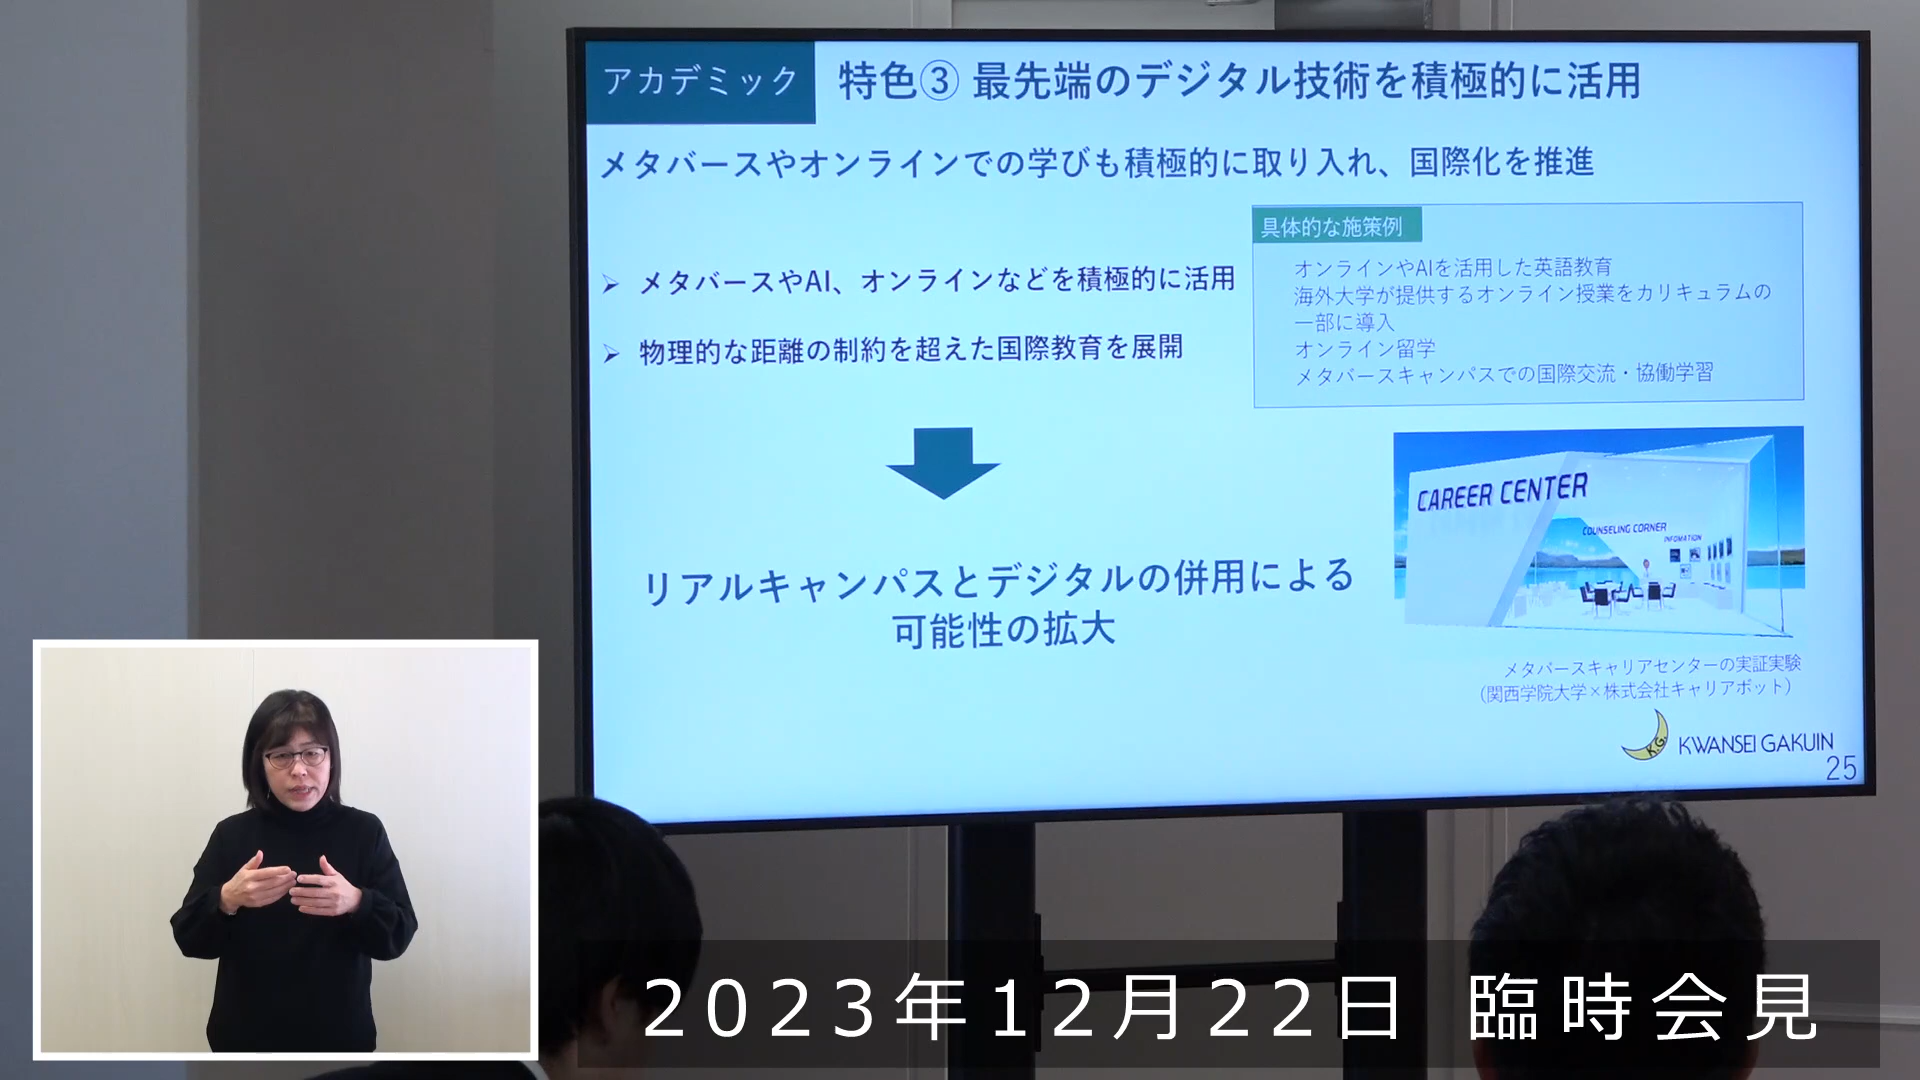 アカデミック
特色③ 最先端のデジタル技術を積極的に活用
メタバースやオンラインでの学びも積極的に取り入れ、国際化を推進
➢ メタバースやAI、オンラインなどを積極的に活用
➢ 物理的な距離の制約を超えた国際教育を展開
具体的な施策例
オンラインやAIを活用した英語教育
海外大学が提供するオンライン授業をカリキュラムの
一部に導入
オンライン留学
メタバースキャンパスでの国際交流・協働学習
リアルキャンパスとデジタルの併用による
可能性の拡大
CAREER CENTER
COUNSELING CORNER
INFOMATION
メタバースキャリアセンターの実証実験
（関西学院大学×株式会社キャリアボット）
K.G.
KWANSEI GAKUIN
25
2023年12月22日 臨時会見